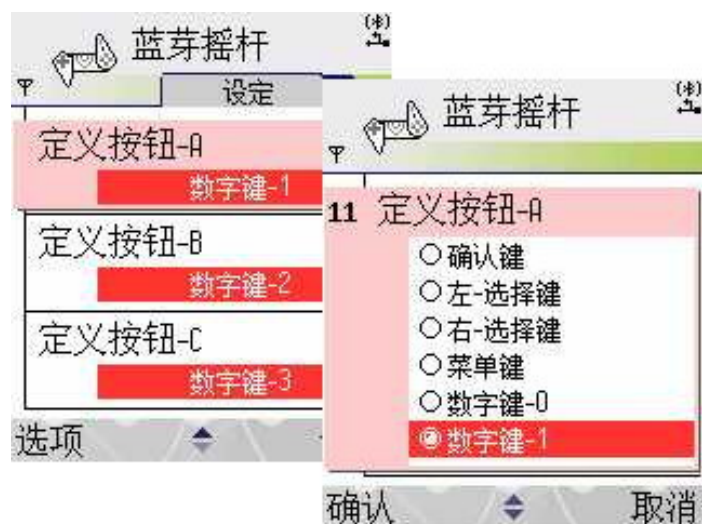 蓝芽摇杆
设定
定义按钮-A
数字键-1
定义按钮-B
数字键-2
定义按钮-C
数字键-3
选项
蓝芽摇杆
11 定义按钮-A
确认键
左-选择键
右-选择键
菜单键
数字键-0
数字键-1
确认 取消